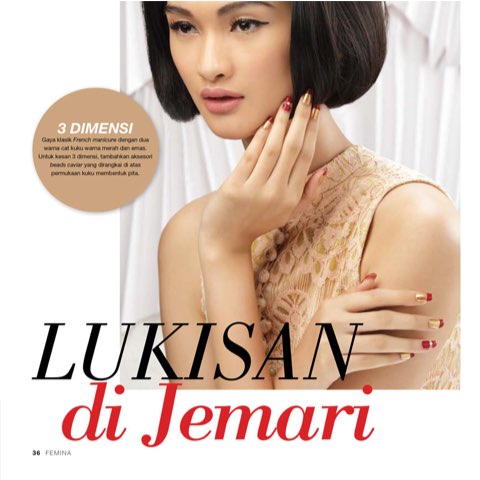 3 DIMENSI
Gaya klasik French manicure dengan dua
warna cat kuku warna merah dan emas.
Untuk kesan 3 dimensi, tambahkan aksesori
beads caviar yang dirangkai di atas
permukaan kuku membentuk pita.
LUKISAN
di Jemari
36 FEMINA